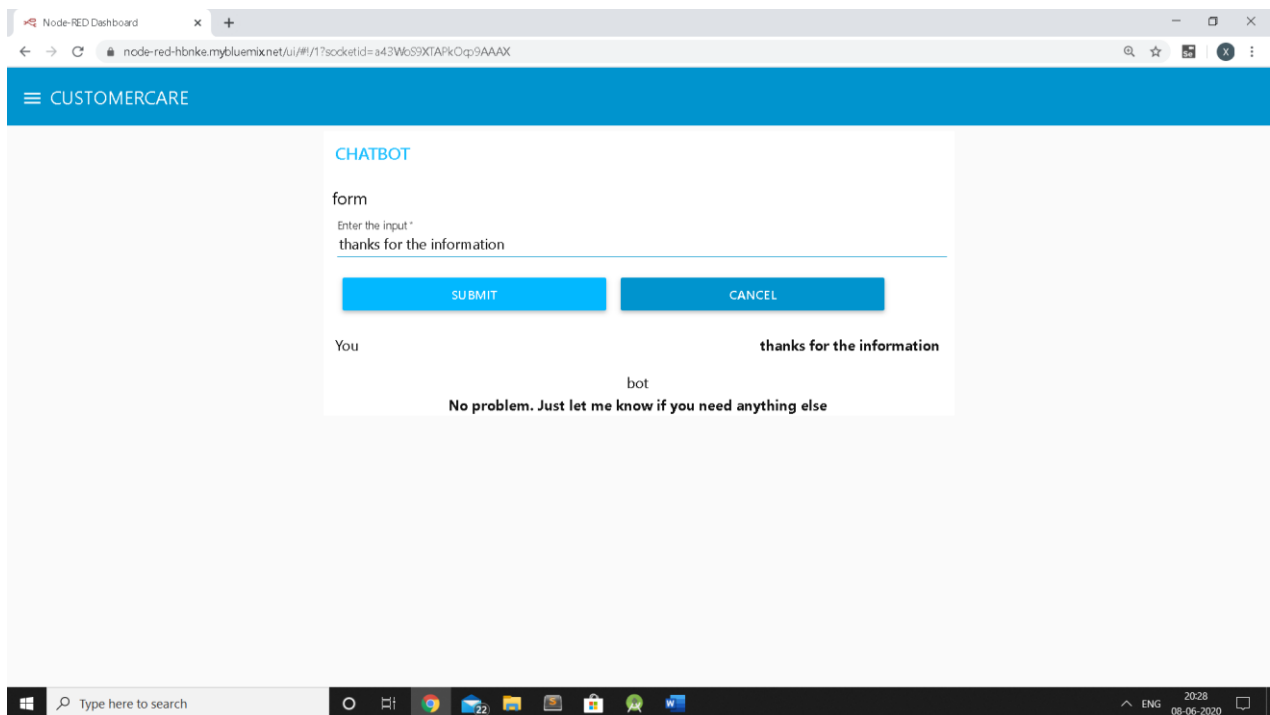 Node-RED Dashboard
node-red-hbnke.mybluemix.net/ui/#!/1?socketid=a43WoS9XTAPkOqp9AAAX
Se
X
CUSTOMERCARE
CHATBOT
form
Enter the input *
thanks for the information
SUBMIT CANCEL
You thanks for the information
bot
No problem. Just let me know if you need anything else
Type here to search
22
S
W
ENG
20:28
08-06-2020